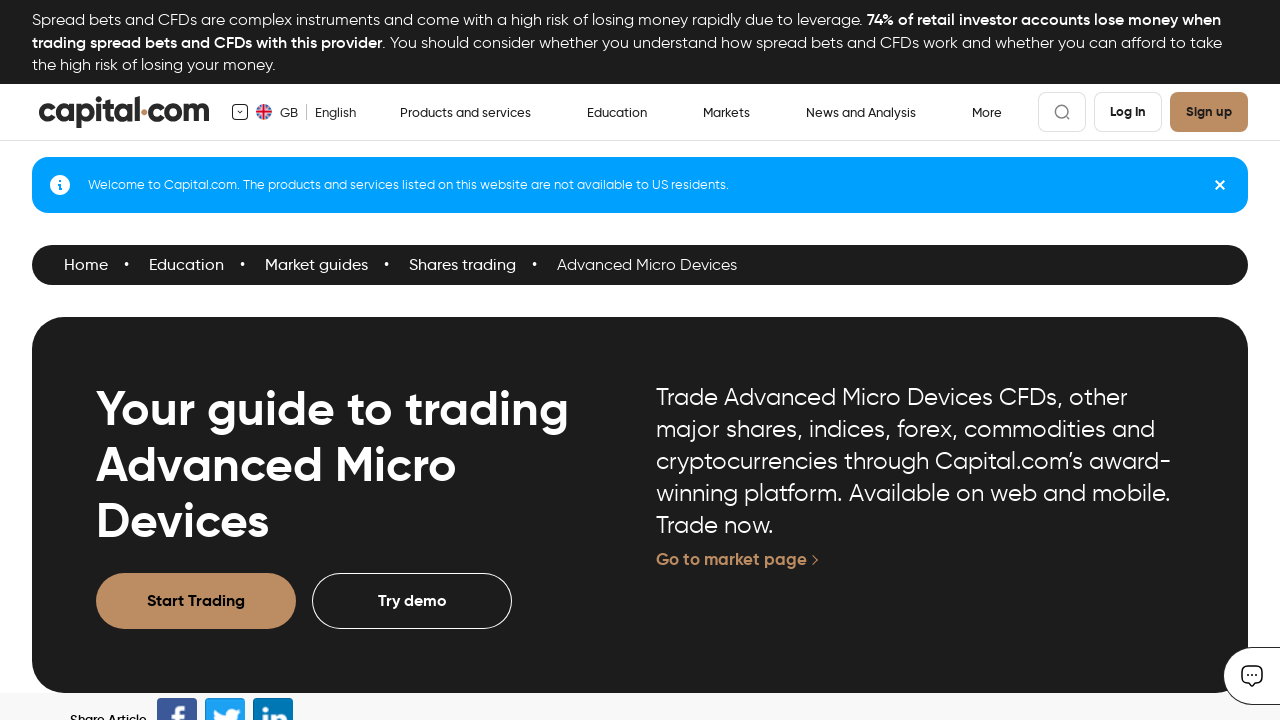 Spread bets and CFDs are complex instruments and come with a high risk of losing money rapidly due to leverage. 74% of retail investor accounts lose money when
trading spread bets and CFDs with this provider. You should consider whether you understand how spread bets and CFDs work and whether you can afford to take
the high risk of losing your money.
capital.com GB English Products and services Education Markets News and Analysis More Log In Sign up
Welcome to Capital.com. The products and services listed on this website are not available to US residents.
Home • Education • Market guides • Shares trading • Advanced Micro Devices
Your guide to trading
Advanced Micro
Devices
Start Trading Try demo
Trade Advanced Micro Devices CFDs, other
major shares, indices, forex, commodities and
cryptocurrencies through Capital.com’s award-
winning platform. Available on web and mobile.
Trade now.
Go to market page
Share Article